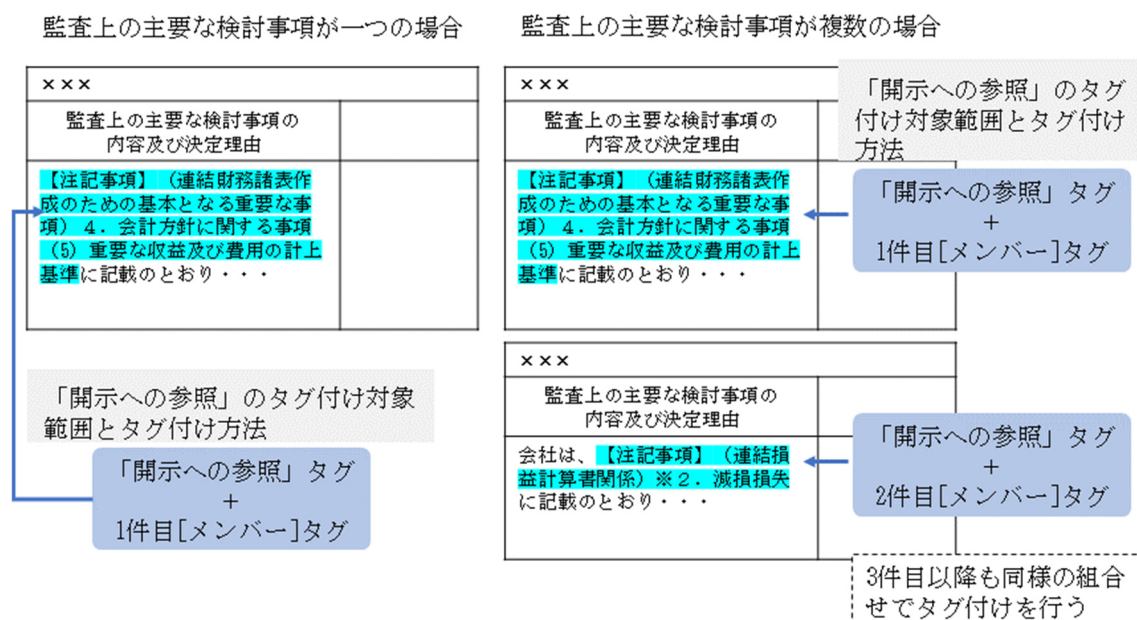 監査上の主要な検討事項が一つの場合
×××
監査上の主要な検討事項の
内容及び決定理由
【注記事項】（連結財務諸表作
成のための基本となる重要な事
項）４．会計方針に関する事項
（5）重要な収益及び費用の計上
基準に記載のとおり・・・
「開示への参照」のタグ付け対象
範囲とタグ付け方法
「開示への参照」タグ
+
1件目[メンバー]タグ
監査上の主要な検討事項が複数の場合
×××
監査上の主要な検討事項の
内容及び決定理由
【注記事項】（連結財務諸表作
成のための基本となる重要な事
項）４．会計方針に関する事項
（5）重要な収益及び費用の計上
基準に記載のとおり・・・
「開示への参照」のタグ
付け対象範囲とタグ付け
方法
「開示への参照」タグ
+
1件目[メンバー]タグ
×××
監査上の主要な検討事項の
内容及び決定理由
会社は、【注記事項】（連結損
益計算書関係）※２．減損損失
に記載のとおり・・・
「開示への参照」タグ
+
2件目[メンバー]タグ
3件目以降も同様の組合
せでタグ付けを行う